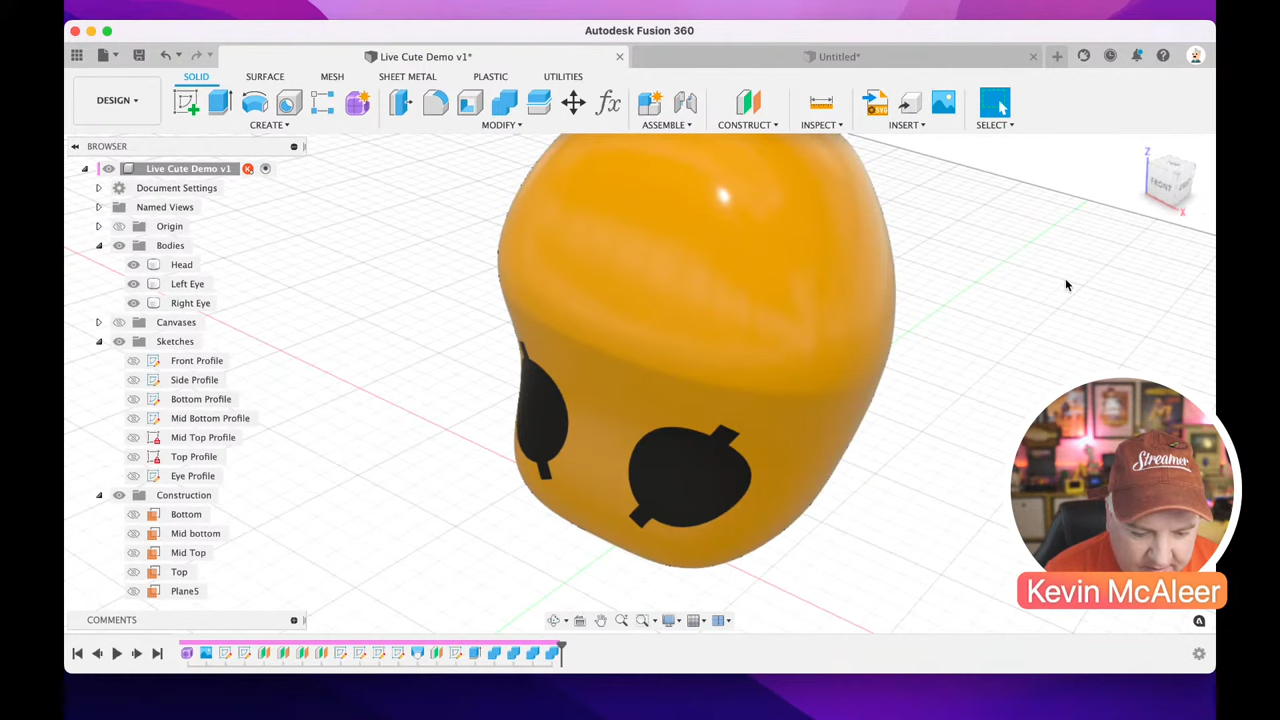 Autodesk Fusion 360
Live Cute Demo v1*
Untitled*
SOLID
SURFACE
MESH
SHEET METAL
PLASTIC
UTILITIES
DESIGN
CREATE
MODIFY
ASSEMBLE
CONSTRUCT
INSPECT
INSERT
SELECT
fx
SVG
BROWSER
Live Cute Demo v1
K
Document Settings
Named Views
Origin
Bodies
Head
Left Eye
Right Eye
Canvases
Sketches
Front Profile
Side Profile
Bottom Profile
Mid Bottom Profile
Mid Top Profile
Top Profile
Eye Profile
Construction
Bottom
Mid bottom
Mid Top
Top
Plane5
COMMENTS
Z
FRONT
X
Streamer
Kevin McAleer